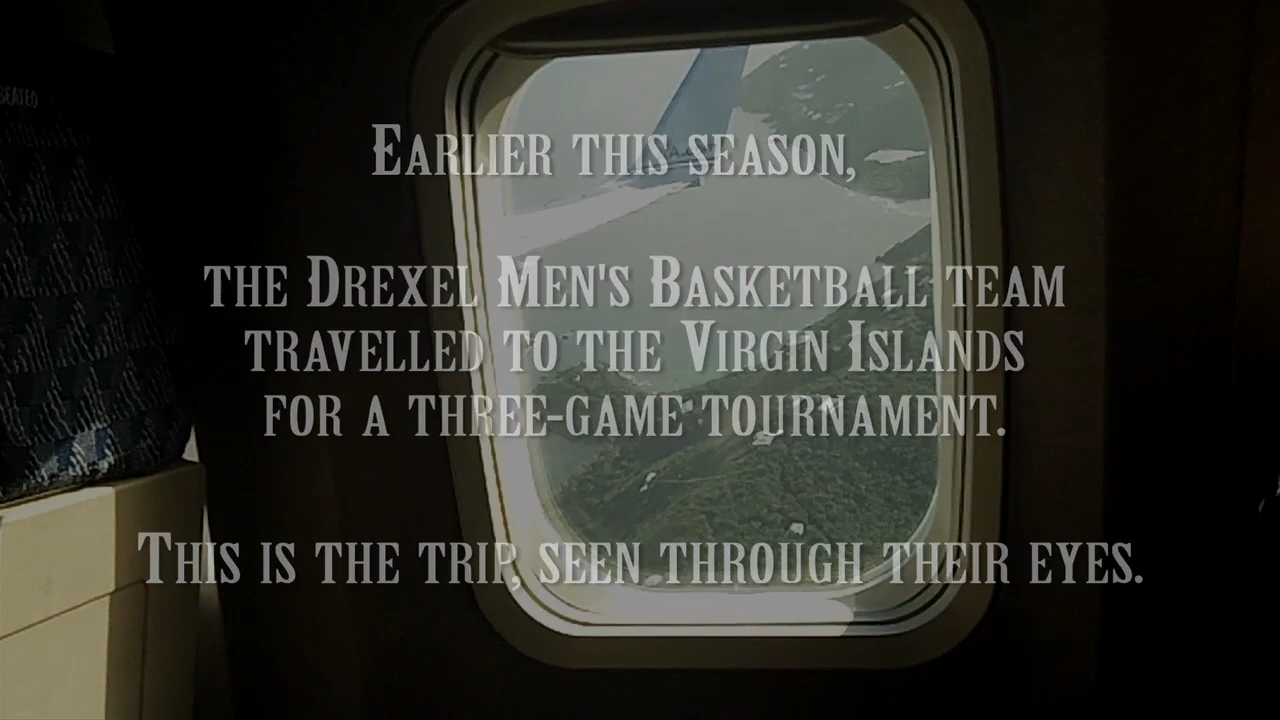 SEATED
Earlier this season,
the Drexel Men's Basketball team
travelled to the Virgin Islands
for a three-game tournament.
This is the trip, seen through their eyes.